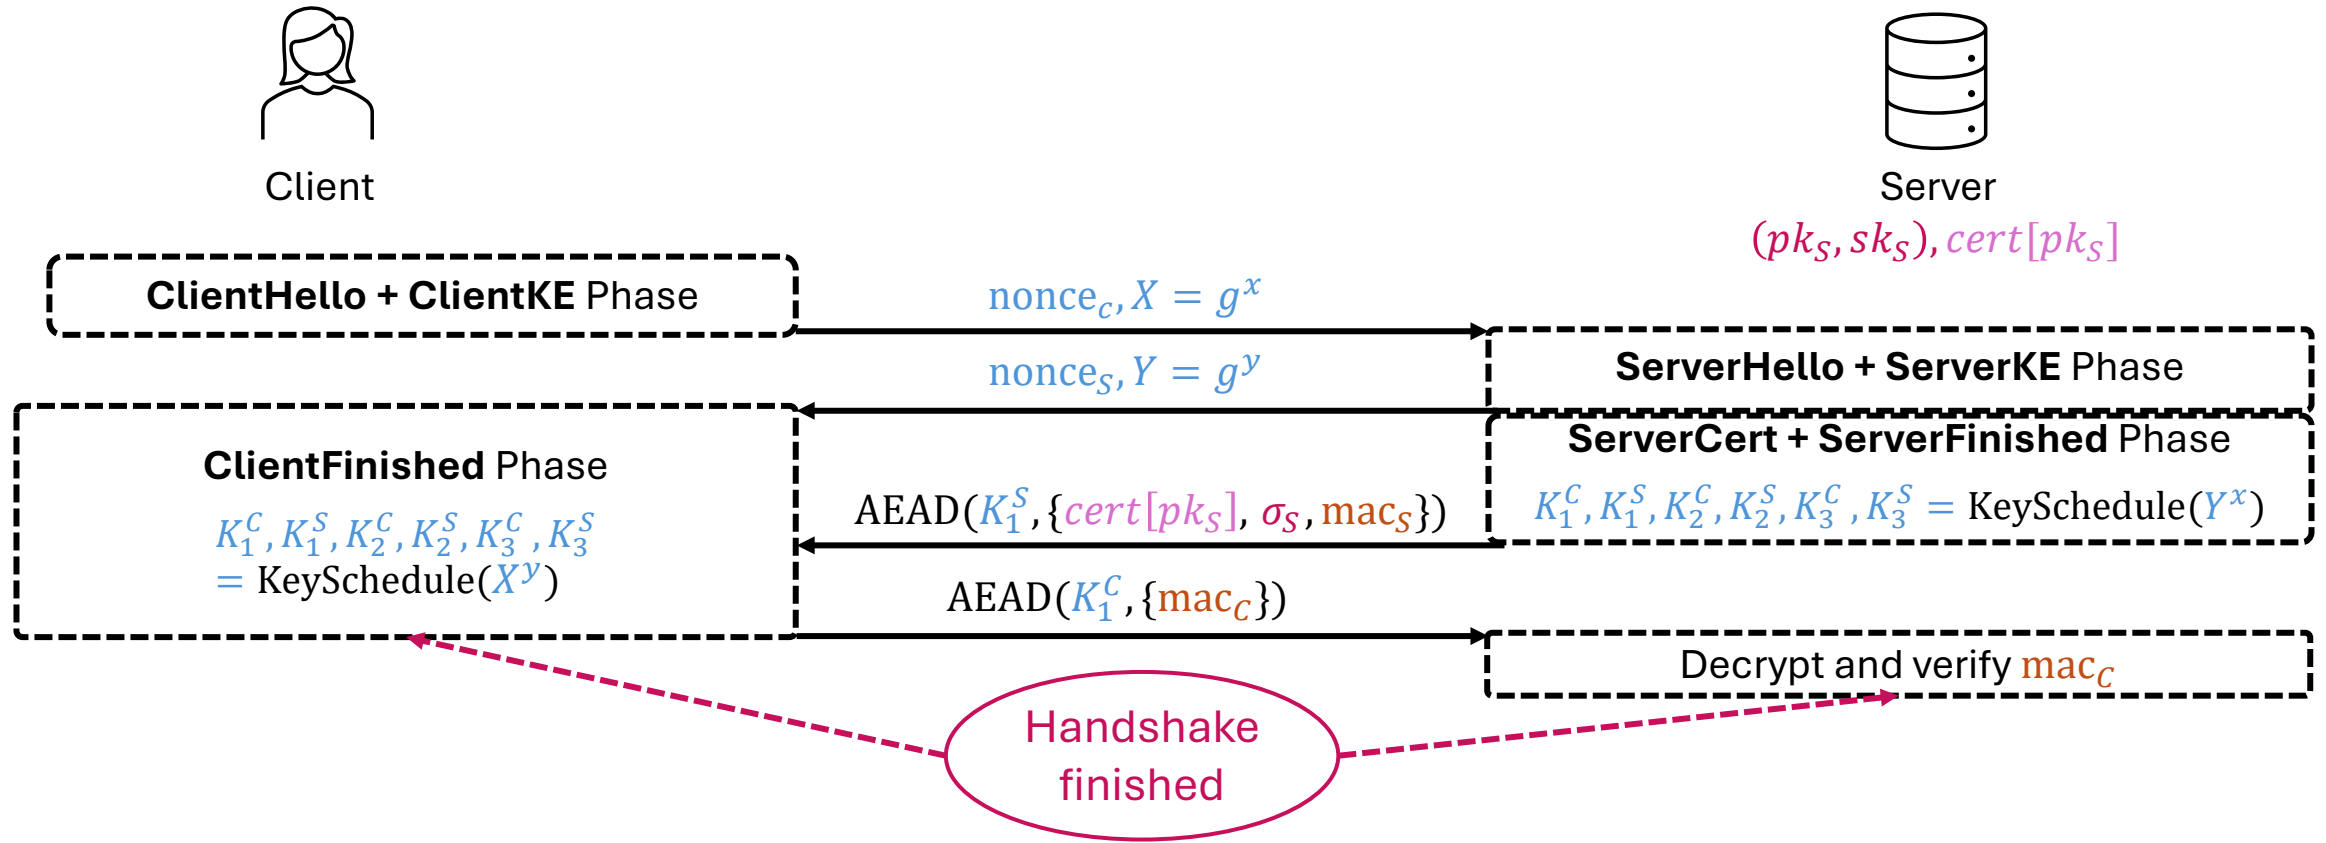 Client
Server
(pk_S, sk_S), cert[pk_S]
ClientHello + ClientKE Phase
nonce_c, X = g^x
ServerHello + ServerKE Phase
nonce_S, Y = g^y
ServerCert + ServerFinished Phase
K_1^C, K_1^S, K_2^C, K_2^S, K_3^C, K_3^S = KeySchedule(Y^x)
ClientFinished Phase
K_1^C, K_1^S, K_2^C, K_2^S, K_3^C, K_3^S
= KeySchedule(X^y)
AEAD(K_1^S, {cert[pk_S], σ_S, mac_S})
AEAD(K_1^C, {mac_C})
Decrypt and verify mac_C
Handshake
finished